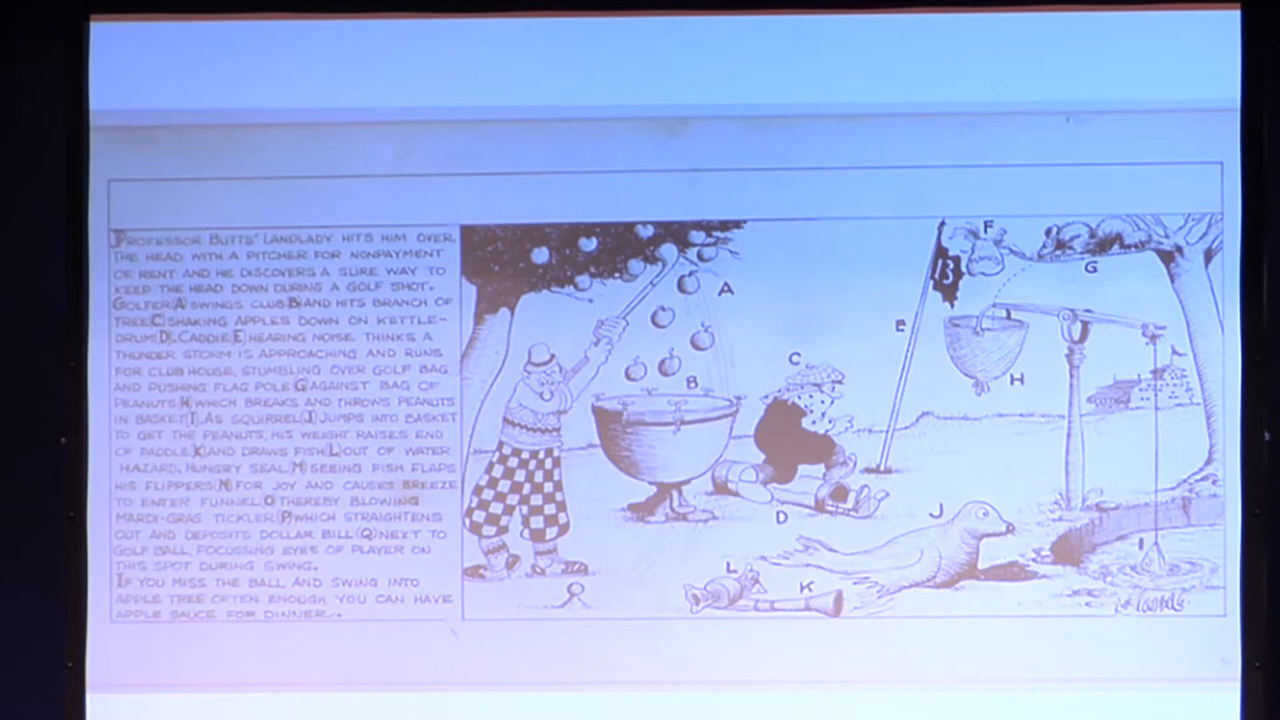 PROFESSOR BUTTS' LANDLADY HITS HIM OVER
THE HEAD WITH A PITCHER FOR NONPAYMENT
OF RENT AND HE DISCOVERS A SURE WAY TO
KEEP THE HEAD DOWN DURING A GOLF SHOT.
GOLFER (A) SWINGS CLUB (B) AND HITS BRANCH OF
TREE (C) SHAKING APPLES DOWN ON KETTLE-
DRUM (D). CADDIE (E) HEARING NOISE THINKS A
THUNDER STORM IS APPROACHING AND RUNS
FOR CLUB HOUSE, STUMBLING OVER GOLF BAG
AND PUSHING FLAG POLE G AGAINST BAG OF
PEANUTS (H) WHICH BREAKS AND THROWS PEANUTS
IN BASKET (I). AS SQUIRREL (J) JUMPS INTO BASKET
TO GET THE PEANUTS, HIS WEIGHT RAISES END
OF PADDLE (K) AND DRAWS FISH (L) OUT OF WATER
HAZARD. HUNGRY SEAL (M) SEEING FISH FLAPS
HIS FLIPPERS (N) FOR JOY AND CAUSES BREEZE
TO ENTER FUNNEL (O) THEREBY BLOWING
MARDI-GRAS TICKLER (P) WHICH STRAIGHTENS
OUT AND DEPOSITS DOLLAR BILL (Q) NEXT TO
GOLF BALL, FOCUSSING EYES OF PLAYER ON
THIS SPOT DURING SWING.
IF YOU MISS THE BALL AND SWING INTO
APPLE TREE OFTEN ENOUGH, YOU CAN HAVE
APPLE SAUCE FOR DINNER.
A
B
C
D
E
13
F
G
H
I
J
K
L